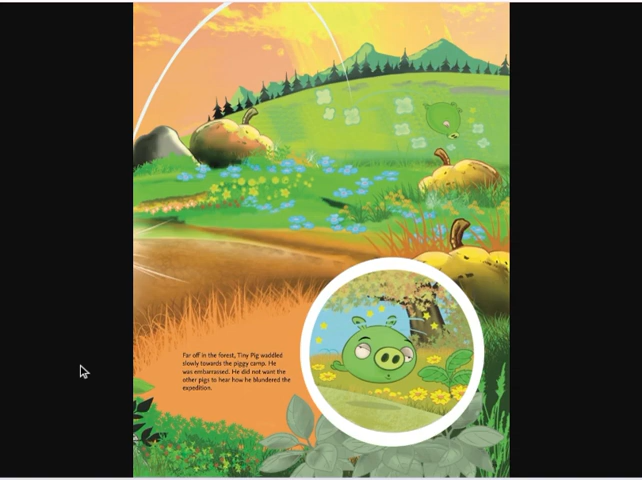 Far off in the forest, Tiny Pig waddled
slowly towards the piggy camp. He
was embarrassed. He did not want the
other pigs to hear how he blundered the
expedition.